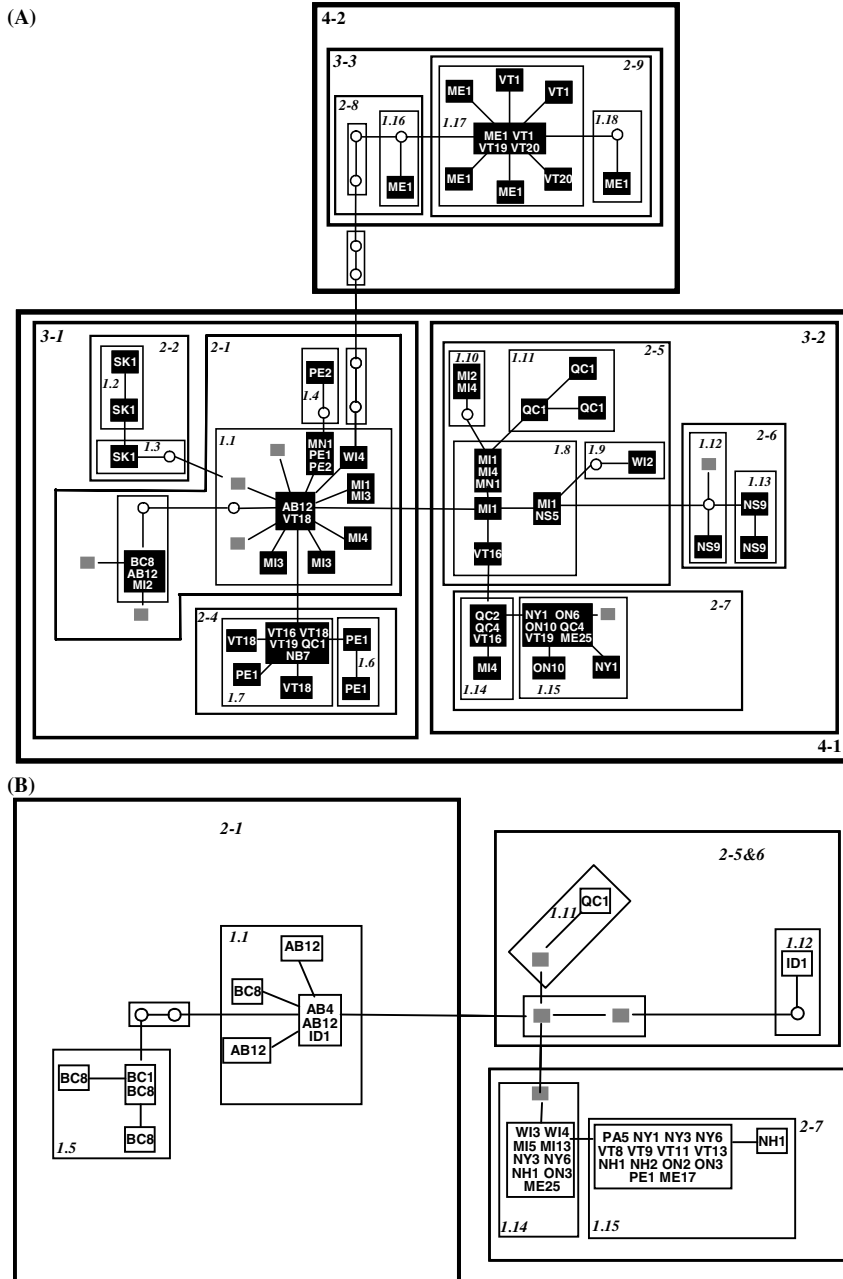 (A)
4-2
3-3
2-9
2-8
ME1
VT1
VT1
1.16
1.17
1.18
ME1 VT1
VT19 VT20
ME1
ME1
ME1
VT20
ME1
3-1
2-2
2-1
SK1
1.2
SK1
1.3
SK1
PE2
1.4
1.1
MN1
PE1
PE2
WI4
MI1
MI3
AB12
VT18
MI4
MI3
MI3
BC8
AB12
MI2
2-4
VT18
VT16 VT18
VT19 QC1
NB7
PE1
1.6
PE1
VT18
PE1
1.7
3-2
2-5
1.10
MI2
MI4
1.11
QC1
QC1
QC1
1.8
1.9
WI2
MI1
MI4
MN1
MI1
MI1
NS5
VT16
2-6
1.12
1.13
NS9
NS9
NS9
2-7
QC2
QC4
VT16
NY1 ON6
ON10 QC4
VT19 ME25
MI4
ON10
NY1
1.14
1.15
4-1
(B)
2-1
1.1
AB12
BC8
AB4
AB12
ID1
AB12
BC8
BC1
BC8
BC8
1.5
2-5&6
1.11
QC1
1.12
ID1
2-7
WI3 WI4
MI5 MI13
NY3 NY6
NH1 ON3
ME25
PA5 NY1 NY3 NY6
VT8 VT9 VT11 VT13
NH1 NH2 ON2 ON3
PE1 ME17
NH1
1.14
1.15